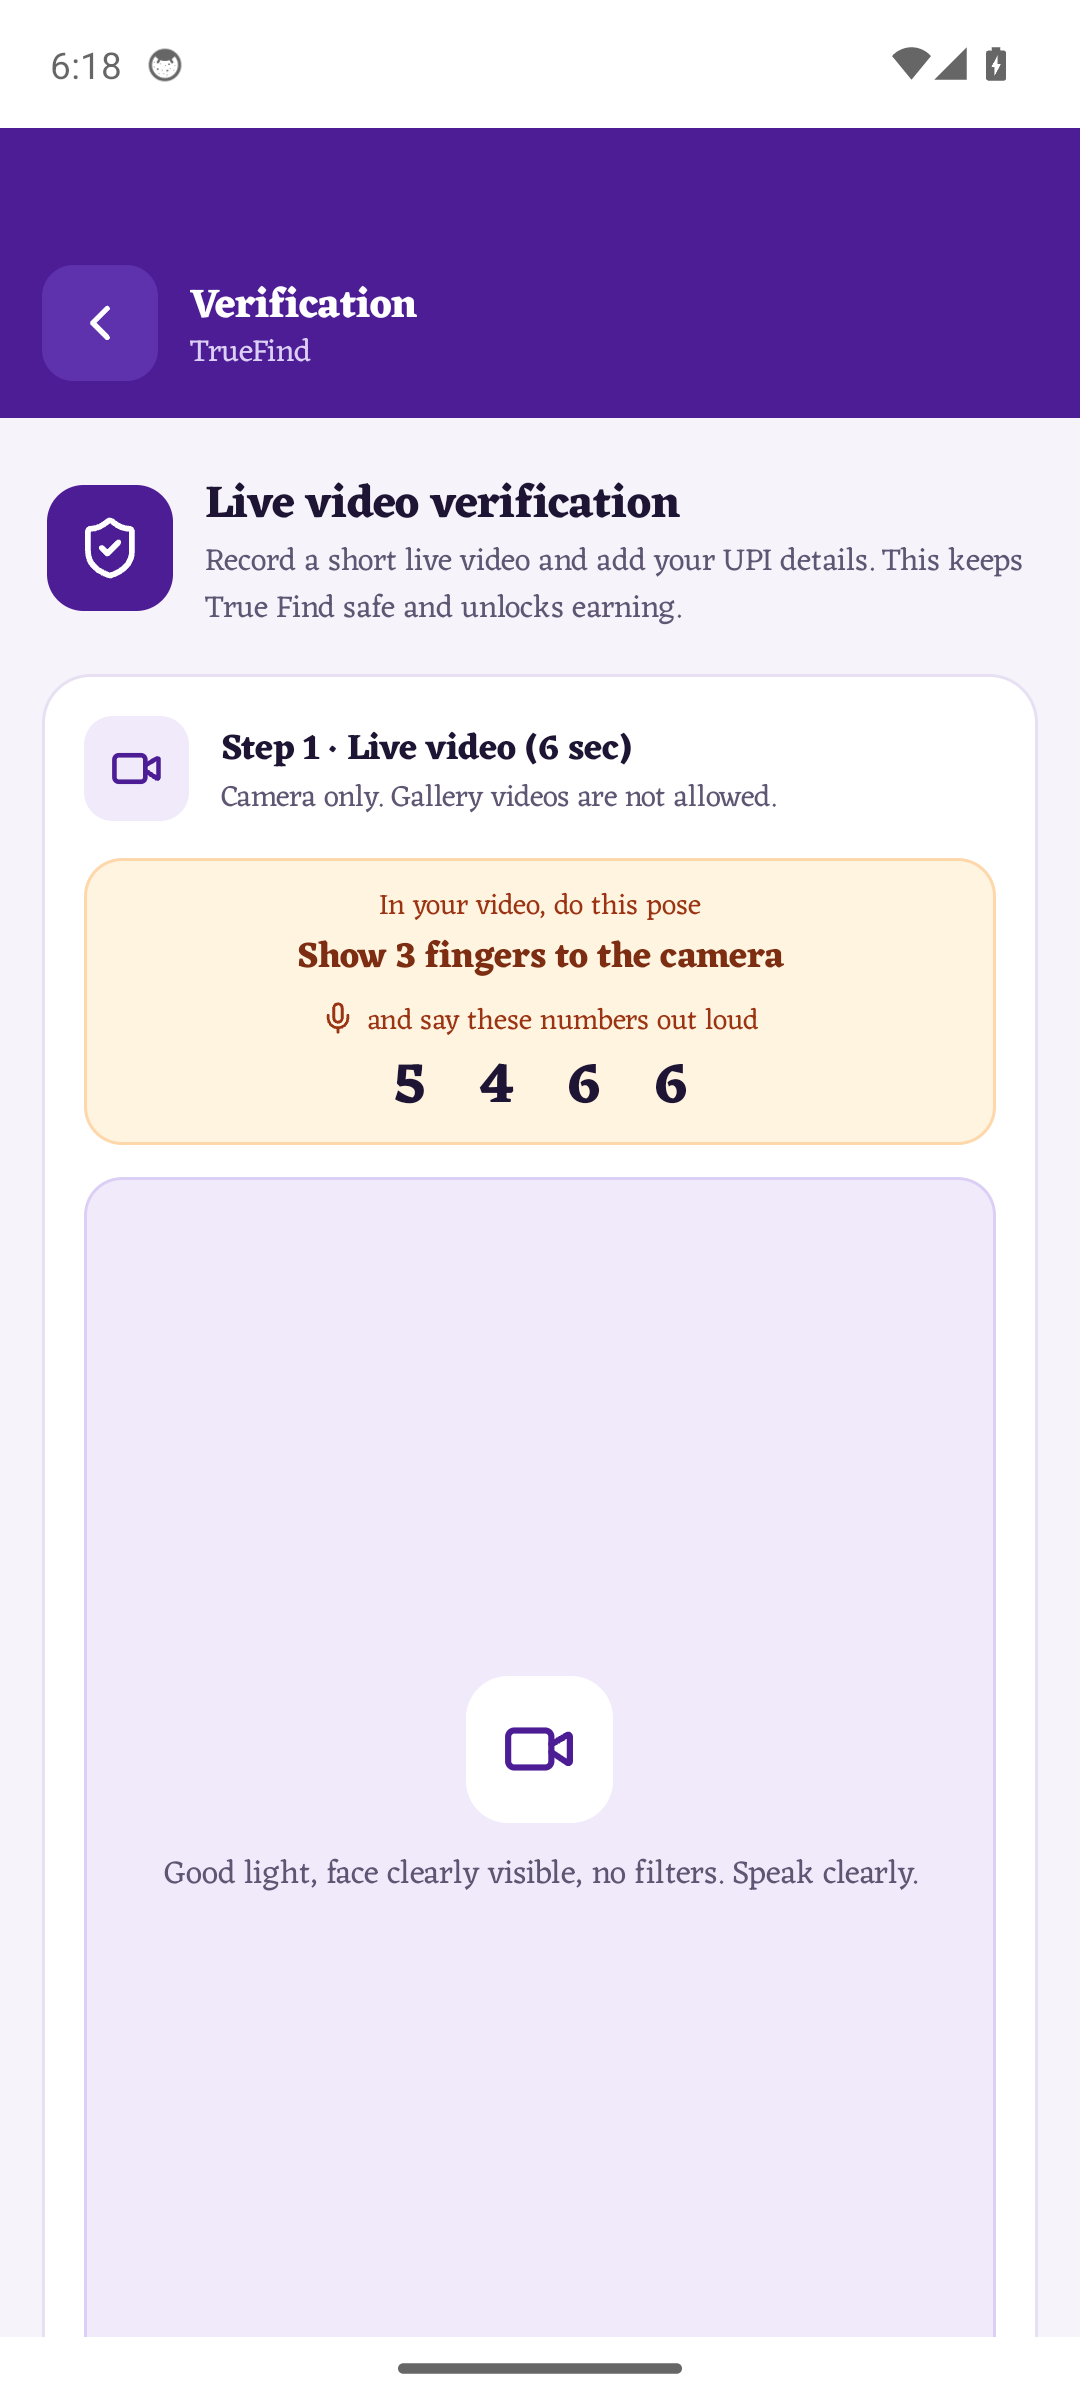 6:18
Verification
TrueFind
Live video verification
Record a short live video and add your UPI details. This keeps
True Find safe and unlocks earning.
Step 1 · Live video (6 sec)
Camera only. Gallery videos are not allowed.
In your video, do this pose
Show 3 fingers to the camera
and say these numbers out loud
5 4 6 6
Good light, face clearly visible, no filters. Speak clearly.